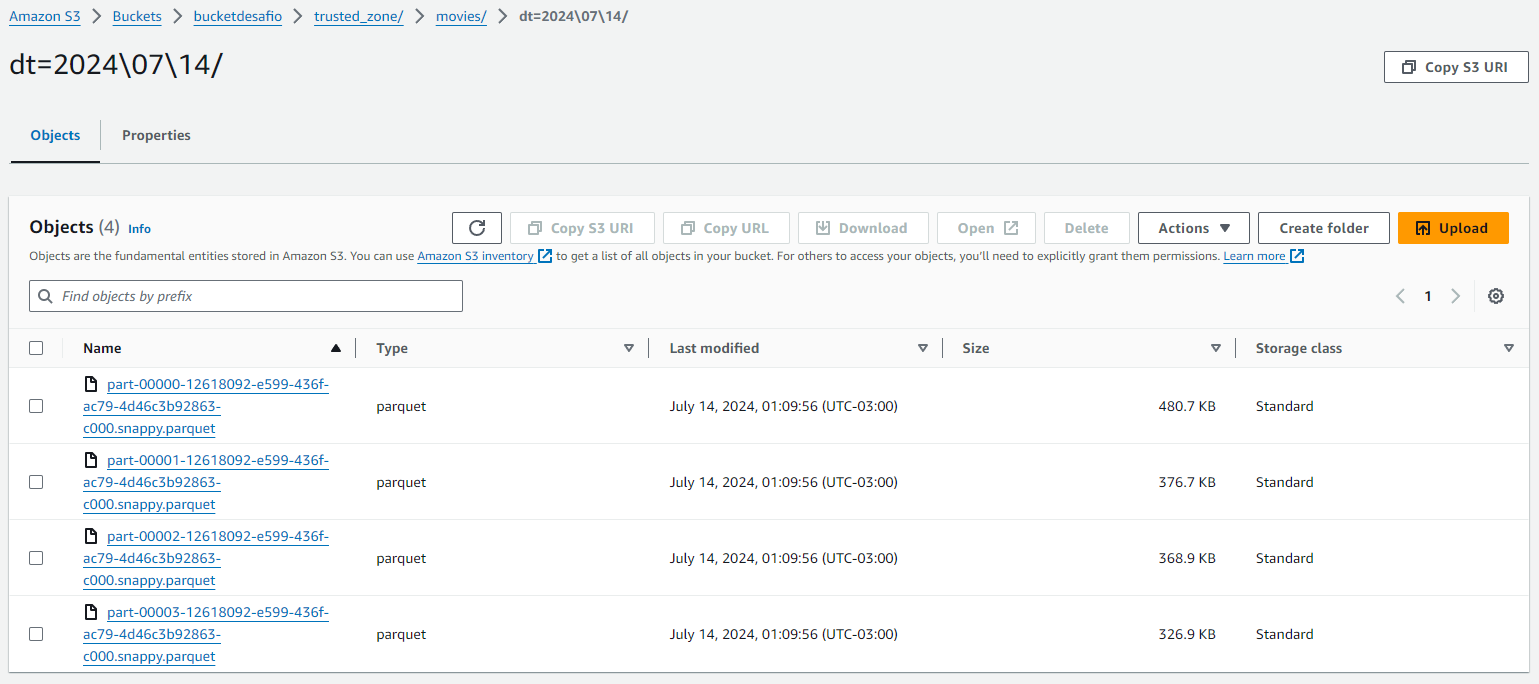 Amazon S3 > Buckets > bucketdesafio > trusted_zone/ > movies/ > dt=2024\07\14/
dt=2024\07\14/
Copy S3 URI
Objects Properties
Objects (4) Info
Copy S3 URI Copy URL Download Open Delete Actions Create folder Upload
Objects are the fundamental entities stored in Amazon S3. You can use Amazon S3 inventory to get a list of all objects in your bucket. For others to access your objects, you'll need to explicitly grant them permissions. Learn more
Find objects by prefix
< 1 >
Name Type Last modified Size Storage class
part-00000-12618092-e599-436f-
ac79-4d46c3b92863-
c000.snappy.parquet
parquet July 14, 2024, 01:09:56 (UTC-03:00) 480.7 KB Standard
part-00001-12618092-e599-436f-
ac79-4d46c3b92863-
c000.snappy.parquet
parquet July 14, 2024, 01:09:56 (UTC-03:00) 376.7 KB Standard
part-00002-12618092-e599-436f-
ac79-4d46c3b92863-
c000.snappy.parquet
parquet July 14, 2024, 01:09:56 (UTC-03:00) 368.9 KB Standard
part-00003-12618092-e599-436f-
ac79-4d46c3b92863-
c000.snappy.parquet
parquet July 14, 2024, 01:09:56 (UTC-03:00) 326.9 KB Standard